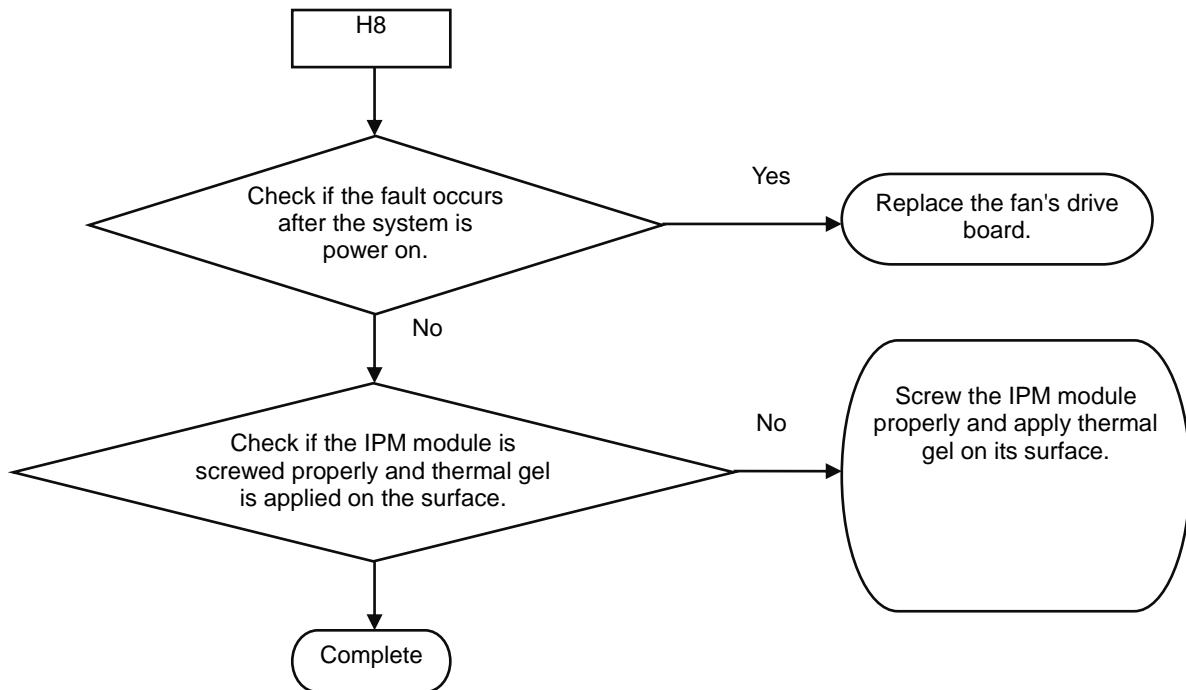 H8
Check if the fault occurs
after the system is
power on.
Yes
Replace the fan's drive
board.
No
Check if the IPM module is
screwed properly and thermal gel
is applied on the surface.
No
Screw the IPM module
properly and apply thermal
gel on its surface.
Complete